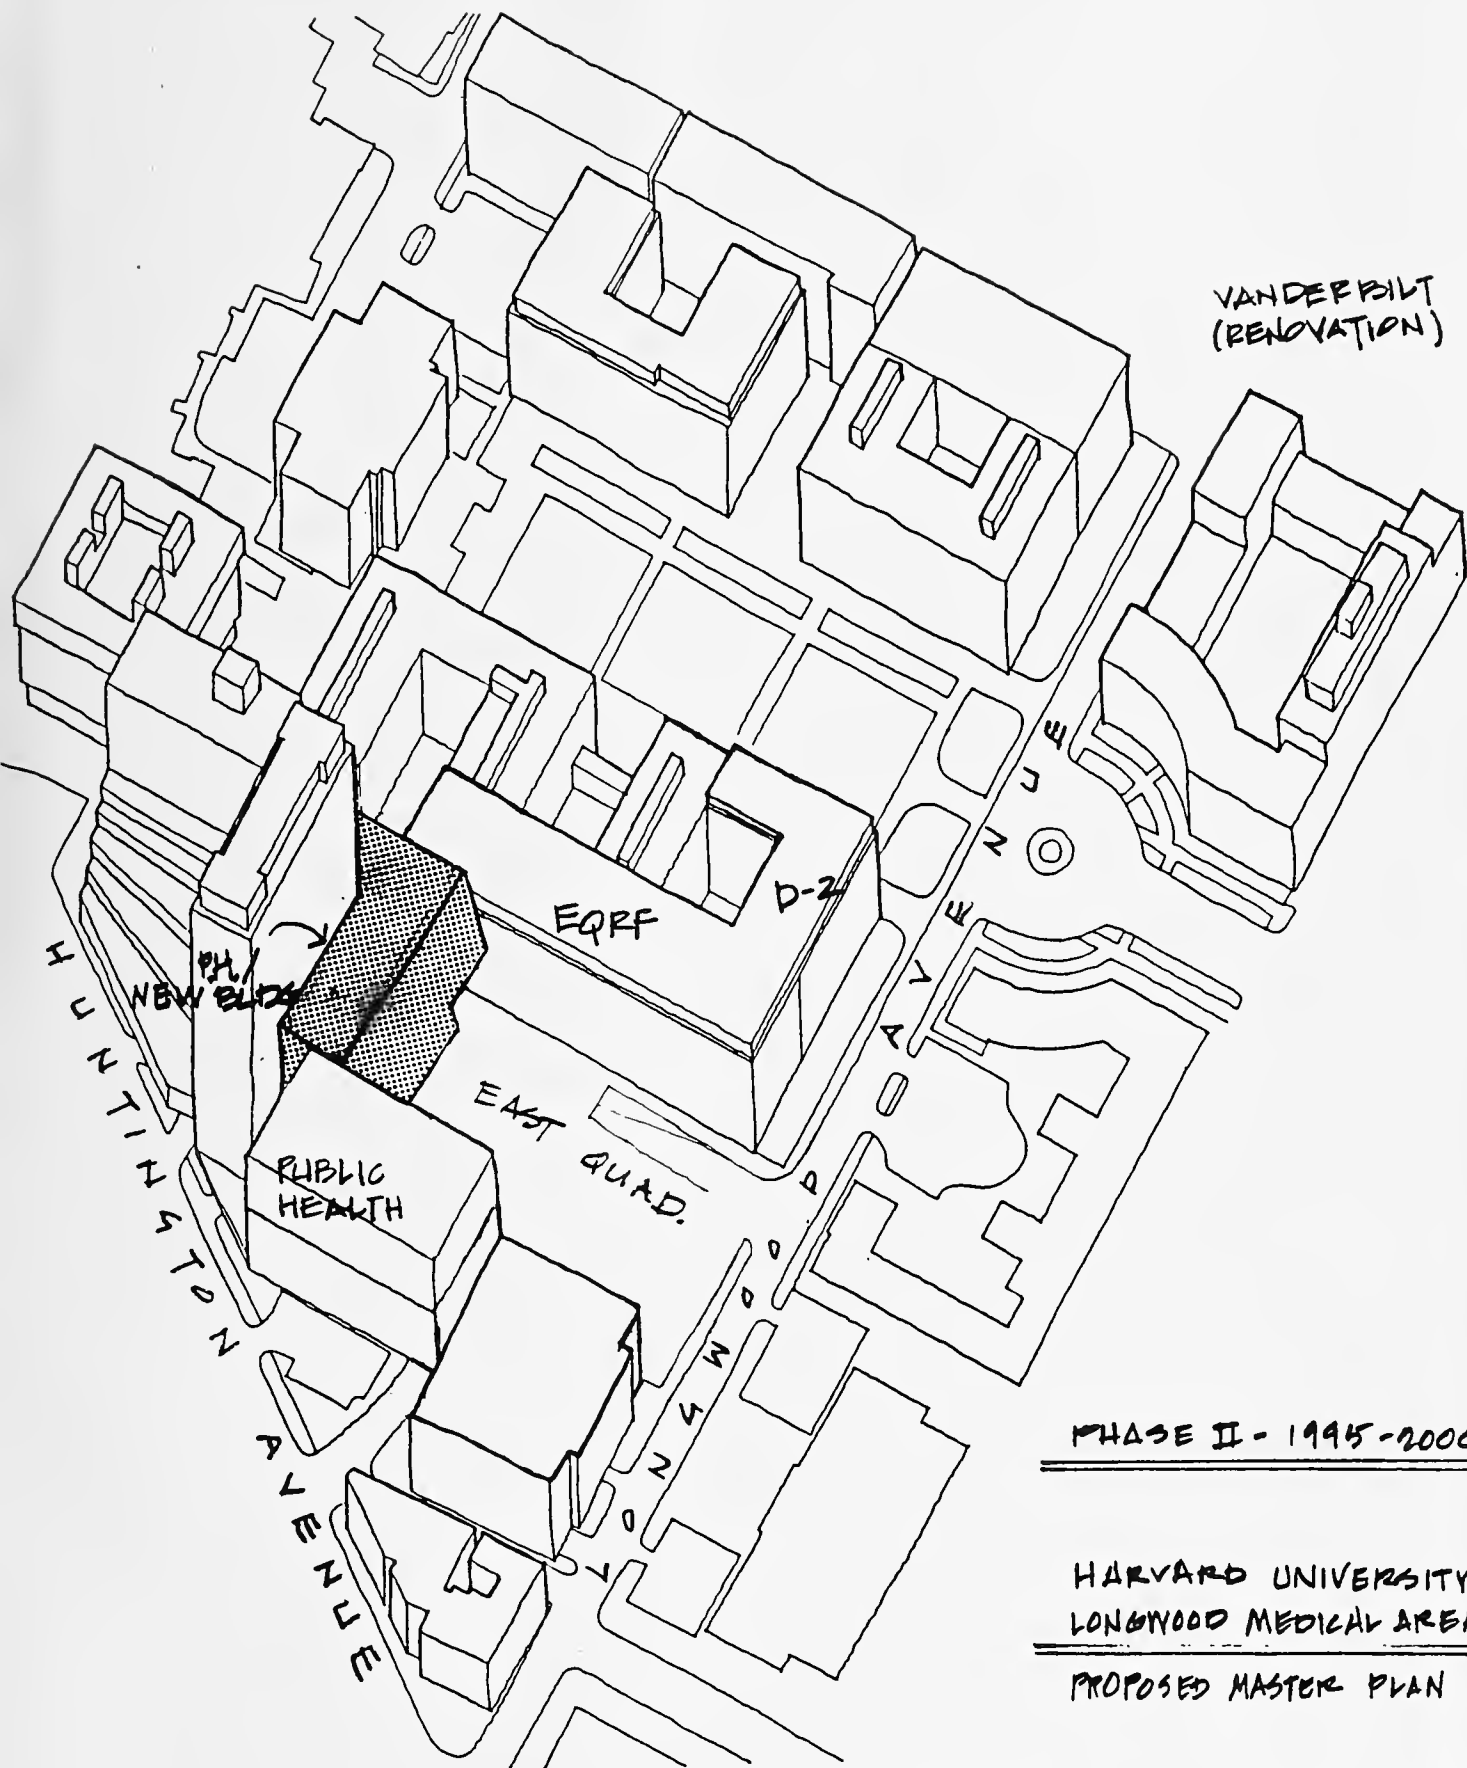 VANDERBILT
(RENOVATION)
D-2
EQRF
PH/
NEW BLDG
EAST
QUAD.
PUBLIC
HEALTH
HUNTINGTON AVENUE
LONGWOOD AVENUE
PHASE II - 1995-2000
HARVARD UNIVERSITY
LONGWOOD MEDICAL AREA
PROPOSED MASTER PLAN